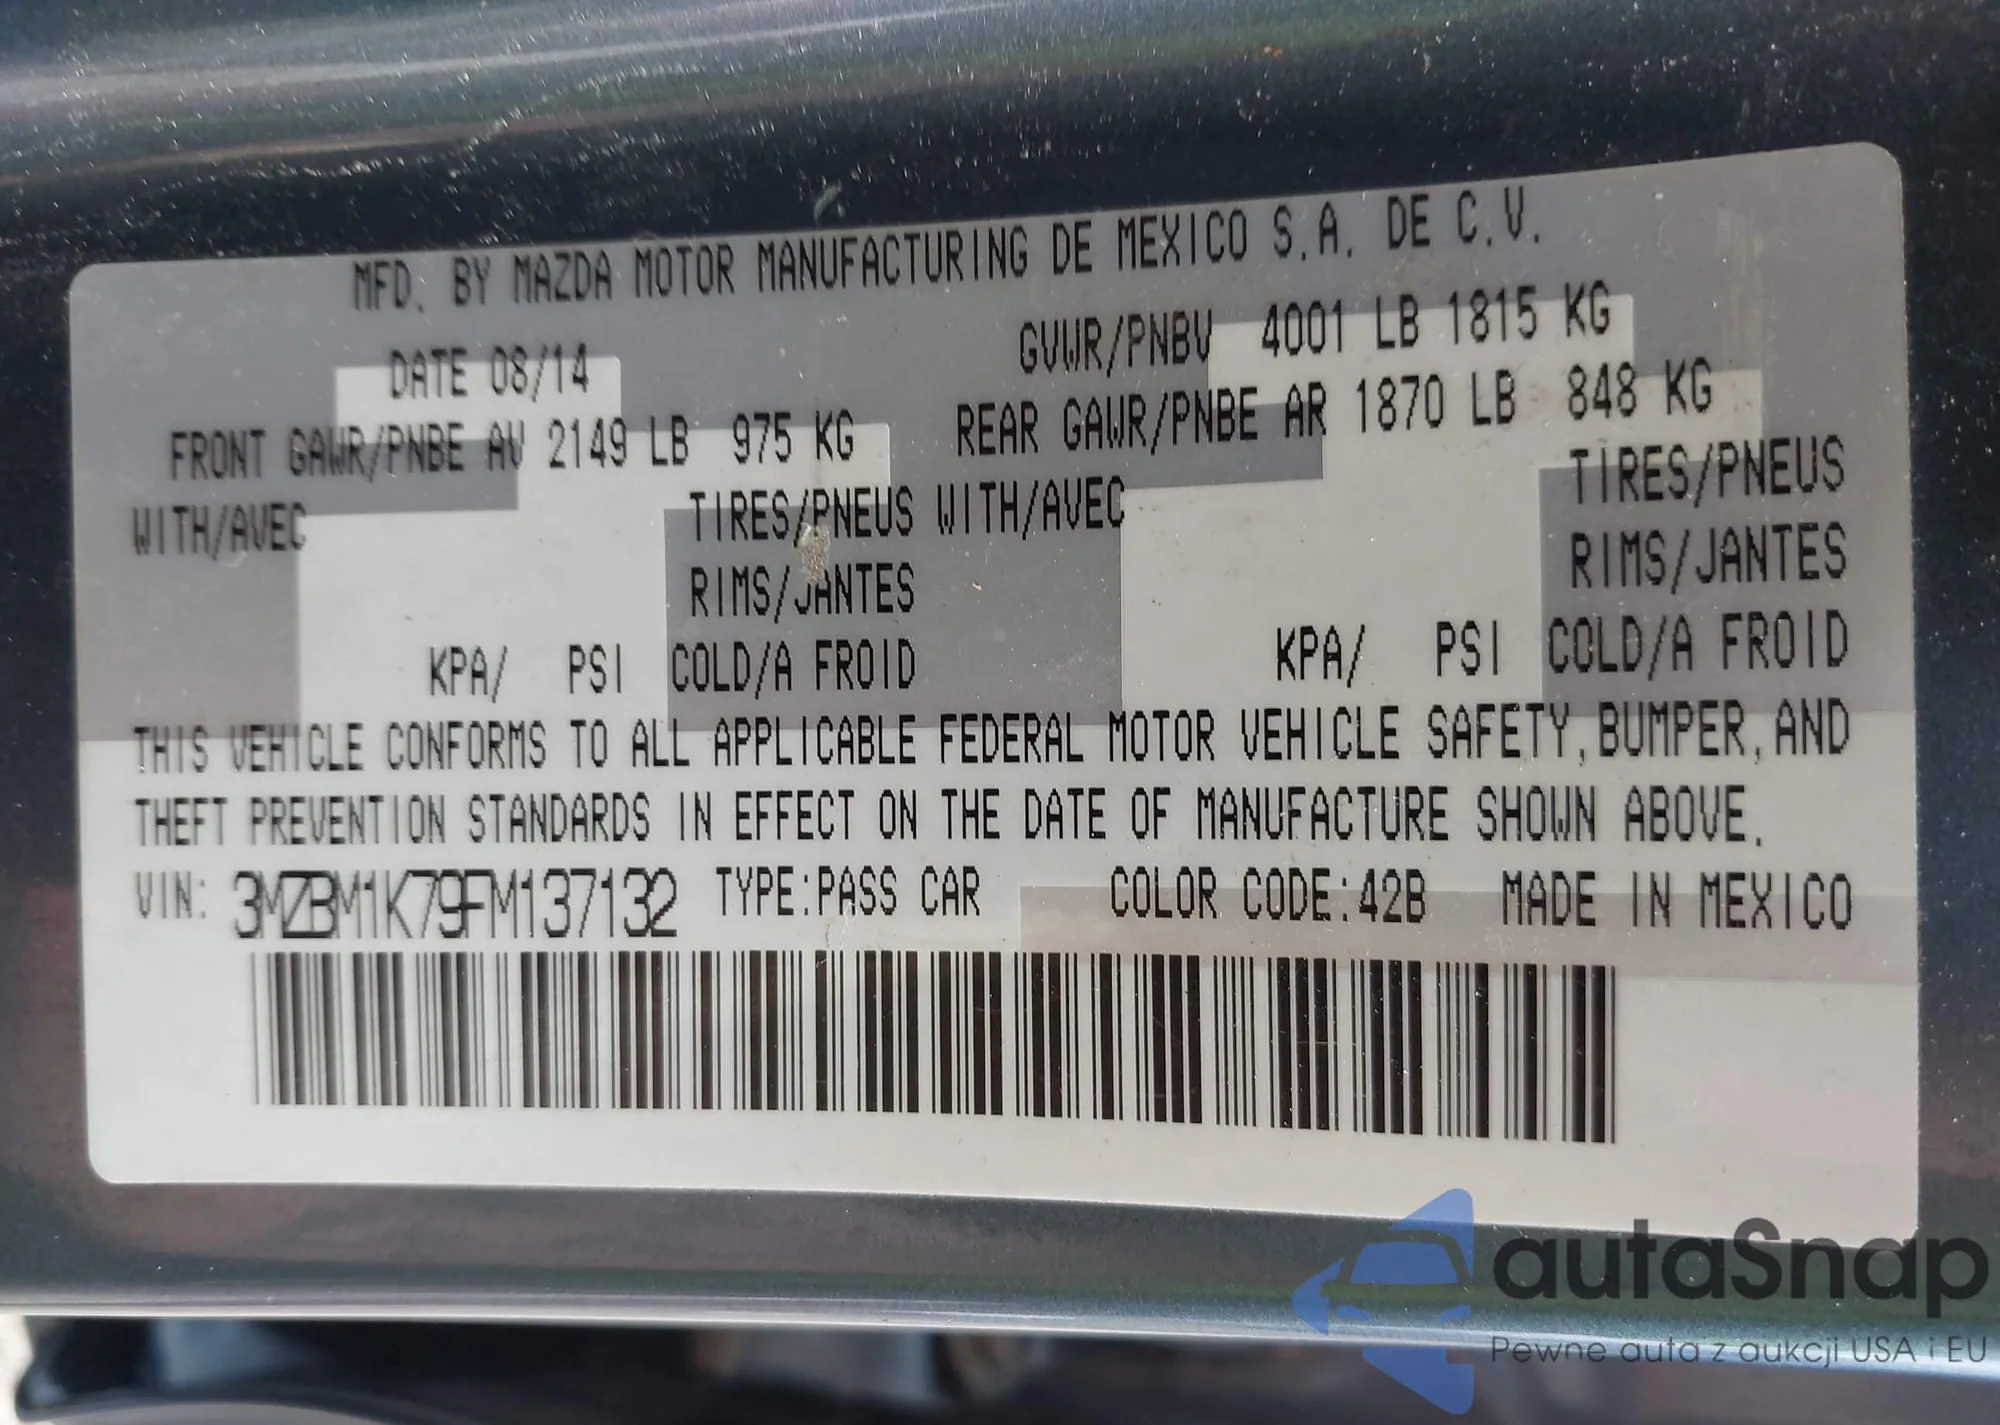 MFD. BY MAZDA MOTOR MANUFACTURING DE MEXICO S.A. DE C.V.
DATE 08/14 GVWR/PNBV 4001 LB 1815 KG
FRONT GAWR/PNBE AV 2149 LB 975 KG REAR GAWR/PNBE AR 1870 LB 848 KG
WITH/AVEC TIRES/PNEUS WITH/AVEC TIRES/PNEUS
RIMS/JANTES RIMS/JANTES
KPA/ PSI COLD/A FROID KPA/ PSI COLD/A FROID
THIS VEHICLE CONFORMS TO ALL APPLICABLE FEDERAL MOTOR VEHICLE SAFETY, BUMPER, AND
THEFT PREVENTION STANDARDS IN EFFECT ON THE DATE OF MANUFACTURE SHOWN ABOVE.
VIN: 3MZBM1K79FM137132 TYPE:PASS CAR COLOR CODE:42B MADE IN MEXICO
autaSnap
Pewne auta z aukcji USA i EU